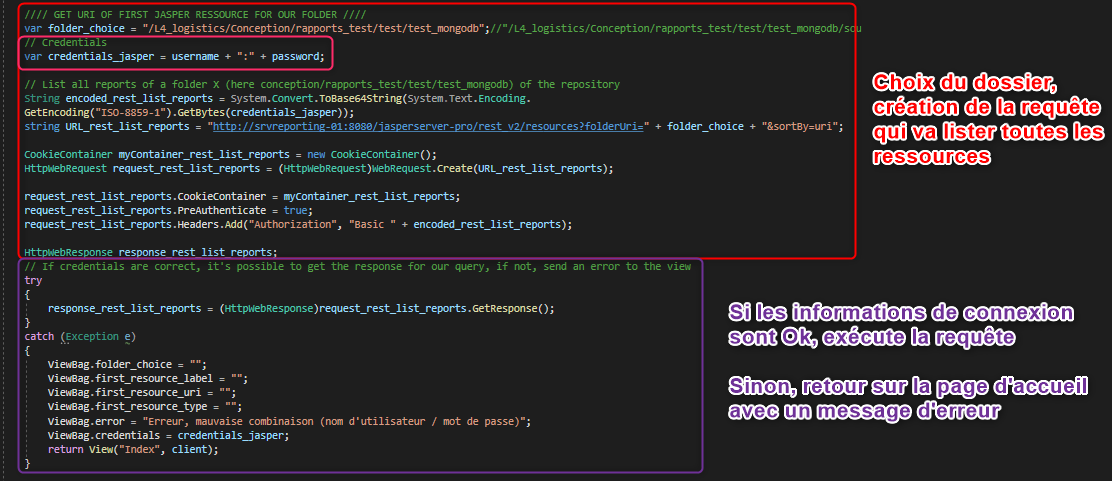 //// GET URI OF FIRST JASPER RESSOURCE FOR OUR FOLDER ////
var folder_choice = "/L4_logistics/Conception/rapports_test/test/test_mongodb";//"/L4_logistics/Conception/rapports_test/test/test_mongodb/sou
// Credentials
var credentials_jasper = username + ":" + password;
// List all reports of a folder X (here conception/rapports_test/test/test_mongodb) of the repository
String encoded_rest_list_reports = System.Convert.ToBase64String(System.Text.Encoding.
GetEncoding("ISO-8859-1").GetBytes(credentials_jasper));
string URL_rest_list_reports = "http://srvreporting-01:8080/jasperserver-pro/rest_v2/resources?folderUri=" + folder_choice + "&sortBy=uri";
CookieContainer myContainer_rest_list_reports = new CookieContainer();
HttpWebRequest request_rest_list_reports = (HttpWebRequest)WebRequest.Create(URL_rest_list_reports);
request_rest_list_reports.CookieContainer = myContainer_rest_list_reports;
request_rest_list_reports.PreAuthenticate = true;
request_rest_list_reports.Headers.Add("Authorization", "Basic " + encoded_rest_list_reports);
HttpWebResponse response_rest_list_reports;
Choix du dossier,
création de la requête
qui va lister toutes les
ressources
// If credentials are correct, it's possible to get the response for our query, if not, send an error to the view
try
{
response_rest_list_reports = (HttpWebResponse)request_rest_list_reports.GetResponse();
}
catch (Exception e)
{
ViewBag.folder_choice = "";
ViewBag.first_resource_label = "";
ViewBag.first_resource_uri = "";
ViewBag.first_resource_type = "";
ViewBag.error = "Erreur, mauvaise combinaison (nom d'utilisateur / mot de passe)";
ViewBag.credentials = credentials_jasper;
return View("Index", client);
}
Si les informations de connexion
sont Ok, exécute la requête
Sinon, retour sur la page d'accueil
avec un message d'erreur